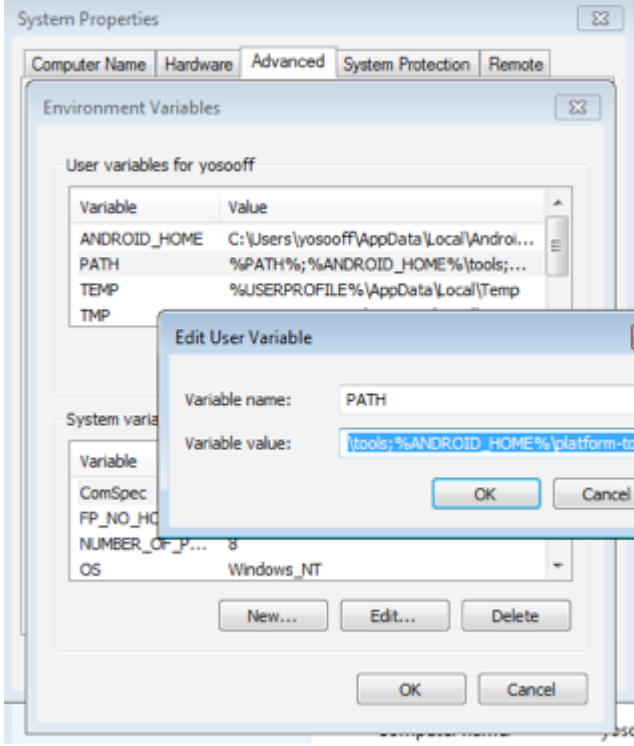 System Properties
Computer Name Hardware Advanced System Protection Remote
Environment Variables
User variables for yosooff
Variable Value
ANDROID_HOME C:\Users\yosooff\AppData\Local\Androi...
PATH %PATH%;%ANDROID_HOME%\tools;...
TEMP %USERPROFILE%\AppData\Local\Temp
TMP
Edit User Variable
Variable name: PATH
Variable value: \tools;%ANDROID_HOME%\platform-to
OK Cancel
System varia
Variable
ComSpec
FP_NO_HO
NUMBER_OF_P... 8
OS Windows_NT
New... Edit... Delete
OK Cancel